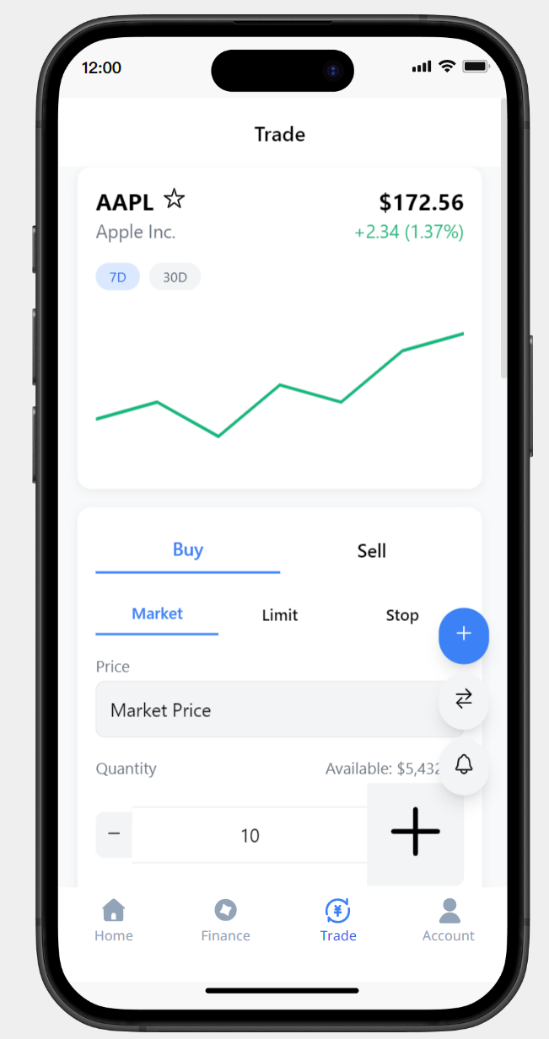 12:00
Trade
AAPL
$172.56
Apple Inc.
+2.34 (1.37%)
7D
30D
Buy
Sell
Market
Limit
Stop
Price
Market Price
Quantity
Available: $5,432
10
Home
Finance
¥
Trade
Account